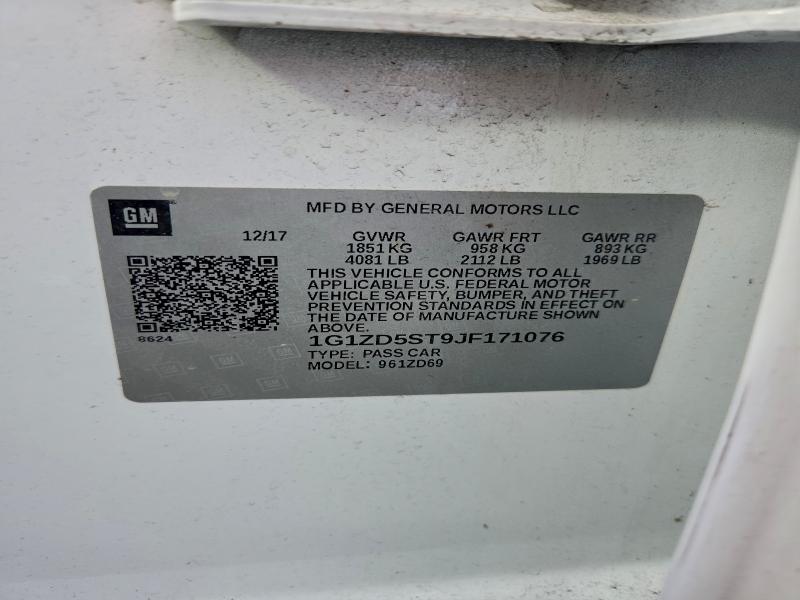 GM
MFD BY GENERAL MOTORS LLC
12/17 GVWR GAWR FRT GAWR RR
1851 KG 958 KG 893 KG
4081 LB 2112 LB 1969 LB
THIS VEHICLE CONFORMS TO ALL
APPLICABLE U.S. FEDERAL MOTOR
VEHICLE SAFETY, BUMPER, AND THEFT
PREVENTION STANDARDS IN EFFECT ON
THE DATE OF MANUFACTURE SHOWN
ABOVE.
8624
1G1ZD5ST9JF171076
TYPE: PASS CAR
MODEL: 961ZD69